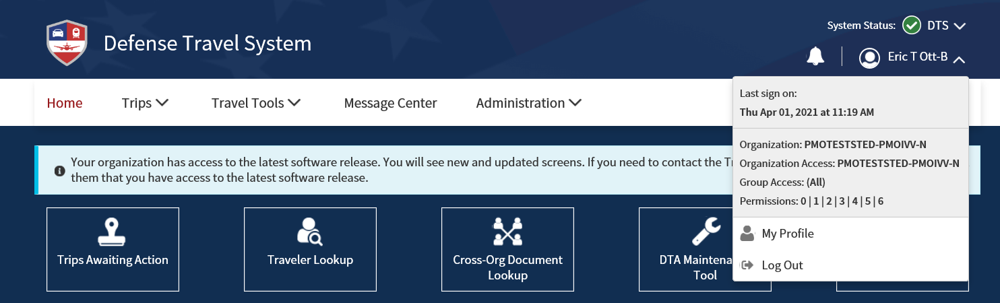 Defense Travel System
System Status: DTS
Eric T Ott-B
Home
Trips
Travel Tools
Message Center
Administration
Last sign on:
Thu Apr 01, 2021 at 11:19 AM
Organization: PMOTESTSTED-PMOIVV-N
Organization Access: PMOTESTSTED-PMOIVV-N
Group Access: (All)
Permissions: 0 | 1 | 2 | 3 | 4 | 5 | 6
My Profile
Log Out
Your organization has access to the latest software release. You will see new and updated screens. If you need to contact the
them that you have access to the latest software release.
Trips Awaiting Action
Traveler Lookup
Cross-Org Document
Lookup
DTA
Tool